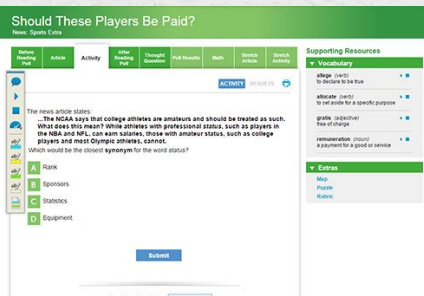 Should These Players Be Paid?
News: Sports Extra
Before Reading Poll
Article
Activity
After Reading Poll
Thought Question
Poll Results
Math
Stretch Article
Stretch Activity
ACTIVITY RESULTS
The news article states:
...The NCAA says that college athletes are amateurs and should be treated as such.
What does this mean? While athletes with professional status, such as players in
the NBA and NFL, can earn salaries, those with amateur status, such as college
players and most Olympic athletes, cannot.
Which would be the closest synonym for the word status?
A Rank
B Sponsors
C Statistics
D Equipment
Submit
Supporting Resources
Vocabulary
allege (verb)
to declare to be true
allocate (verb)
to set aside for a specific purpose
gratis (adjective)
free of charge
remuneration (noun)
a payment for a good or service
Extras
Map
Puzzle
Rubric